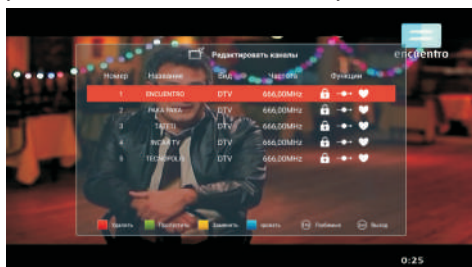 Редактировать каналы
encuentro
Номер Название Вид Частота Функции
1 ENCUENTRO DTV 666,00MHz
2 PAKA PAKA DTV 666,00MHz
3 TATETI DTV 666,00MHz
4 INCAA TV DTV 666,00MHz
5 TECNOPOLIS DTV 666,00MHz
Удалить Пропустить Заменить Выход
0:25